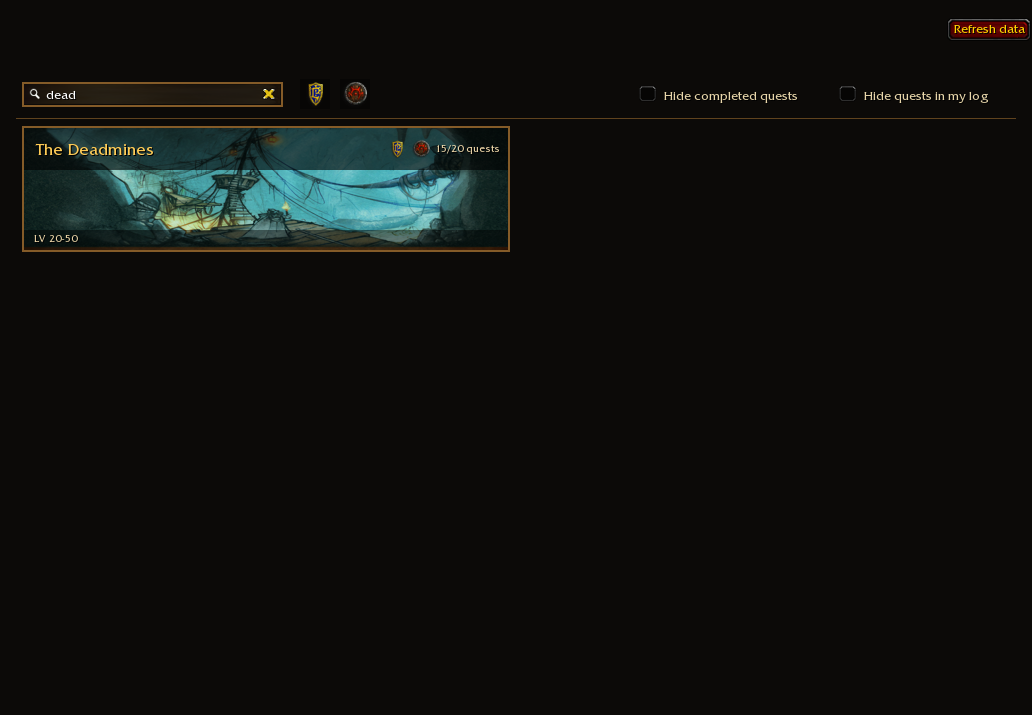 Refresh data
dead
Hide completed quests
Hide quests in my log
The Deadmines
15/20 quests
LV 20-50